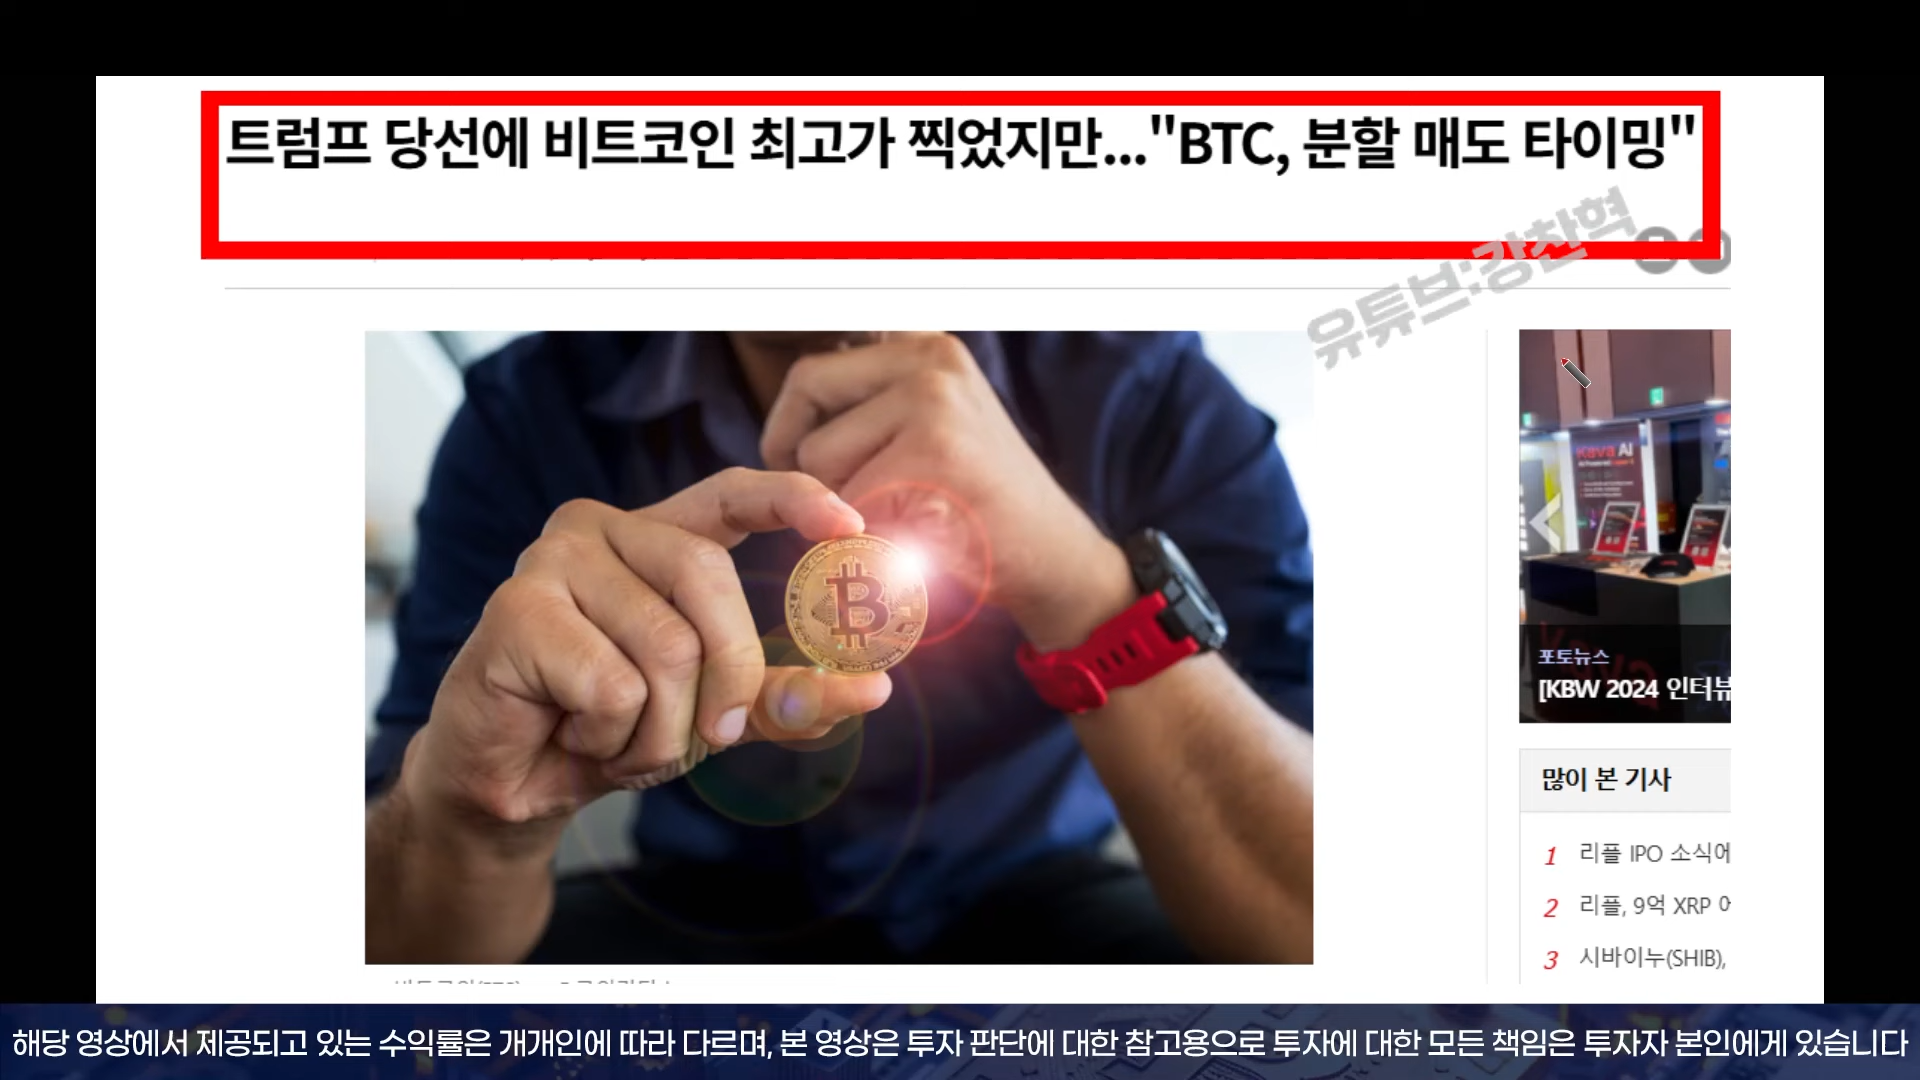 트럼프 당선에 비트코인 최고가 찍었지만..."BTC, 분할 매도 타이밍"
유튜브:강찬혁
Kava AI
포토뉴스
[KBW 2024 인터뷰
많이 본 기사
1 리플 IPO 소식에
2 리플, 9억 XRP
3 시바이누(SHIB),
해당 영상에서 제공되고 있는 수익률은 개개인에 따라 다르며, 본 영상은 투자 판단에 대한 참고용으로 투자에 대한 모든 책임은 투자자 본인에게 있습니다